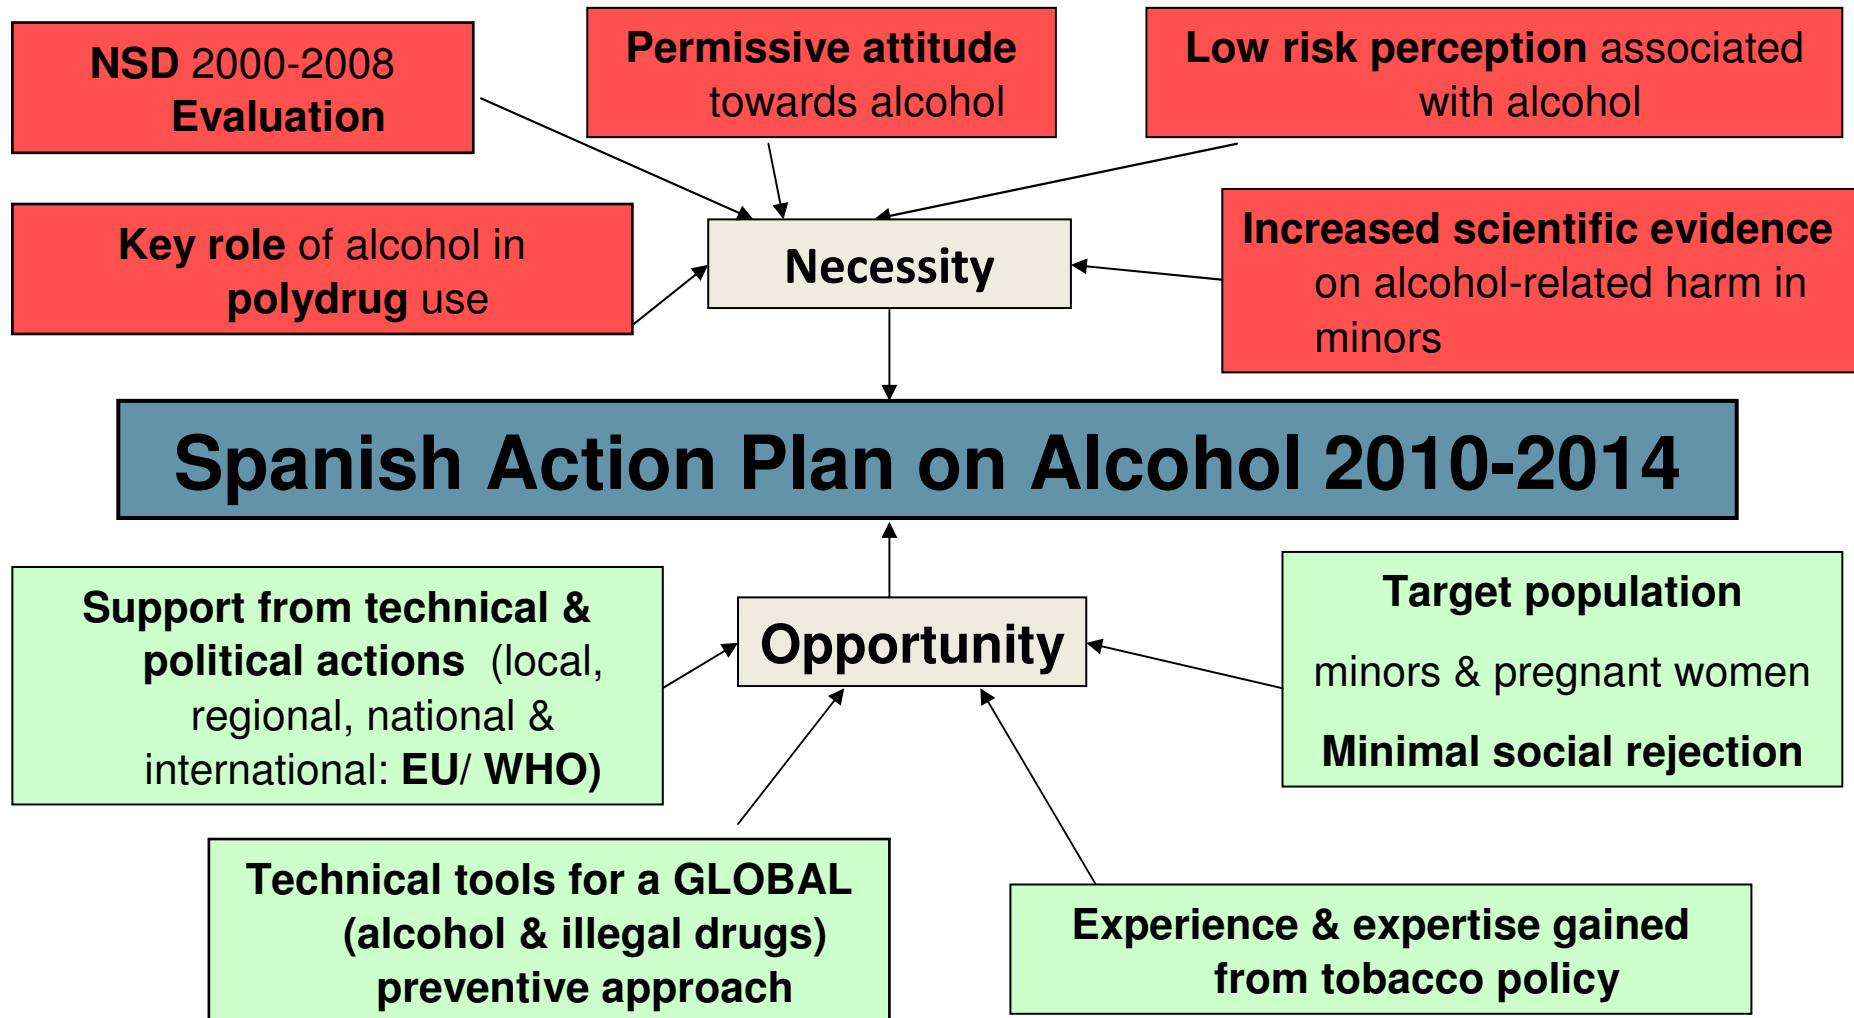 NSD 2000-2008
Evaluation
Permissive attitude
towards alcohol
Low risk perception associated
with alcohol
Key role of alcohol in
polydrug use
Necessity
Increased scientific evidence
on alcohol-related harm in
minors
Spanish Action Plan on Alcohol 2010-2014
Support from technical &
political actions (local,
regional, national &
international: EU/ WHO)
Opportunity
Target population
minors & pregnant women
Minimal social rejection
Technical tools for a GLOBAL
(alcohol & illegal drugs)
preventive approach
Experience & expertise gained
from tobacco policy